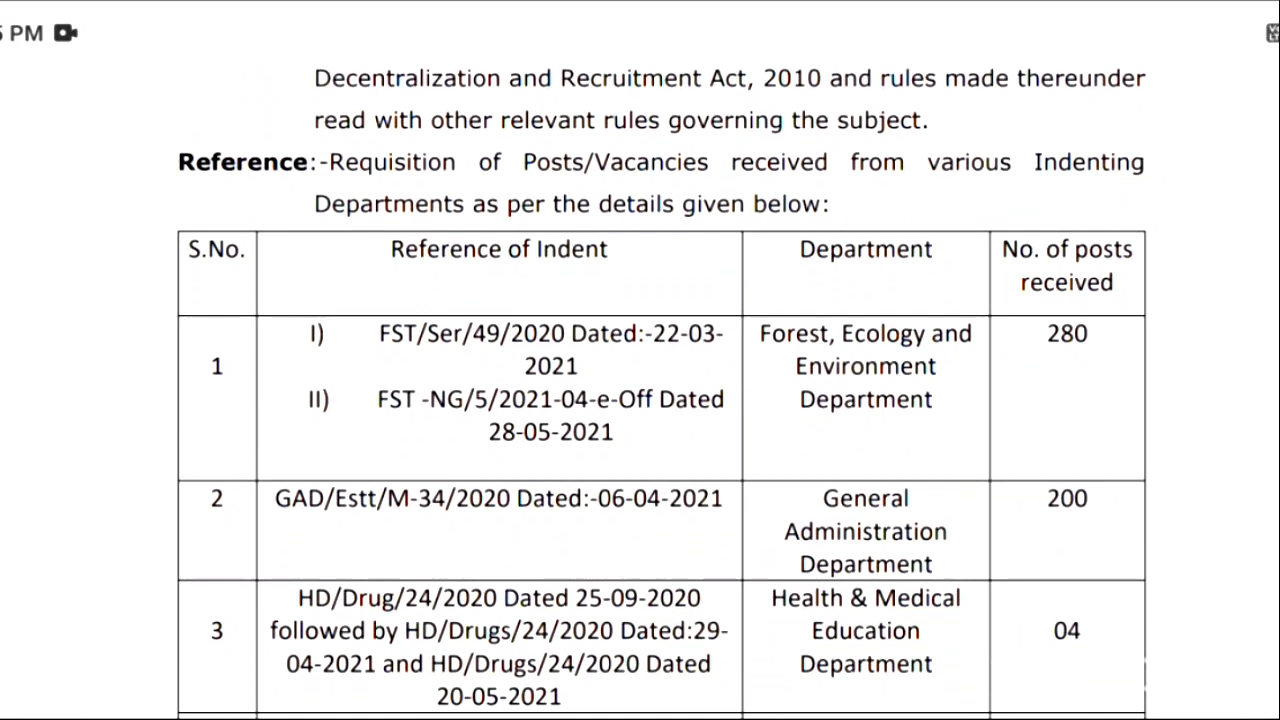 PM
Decentralization and Recruitment Act, 2010 and rules made thereunder
read with other relevant rules governing the subject.
Reference:-Requisition of Posts/Vacancies received from various Indenting
Departments as per the details given below:
S.No. Reference of Indent Department No. of posts
received
I) FST/Ser/49/2020 Dated:-22-03- Forest, Ecology and 280
1 2021 Environment
II) FST -NG/5/2021-04-e-Off Dated Department
28-05-2021
2 GAD/Estt/M-34/2020 Dated:-06-04-2021 General 200
Administration
Department
HD/Drug/24/2020 Dated 25-09-2020 Health & Medical
3 followed by HD/Drugs/24/2020 Dated:29- Education 04
04-2021 and HD/Drugs/24/2020 Dated Department
20-05-2021